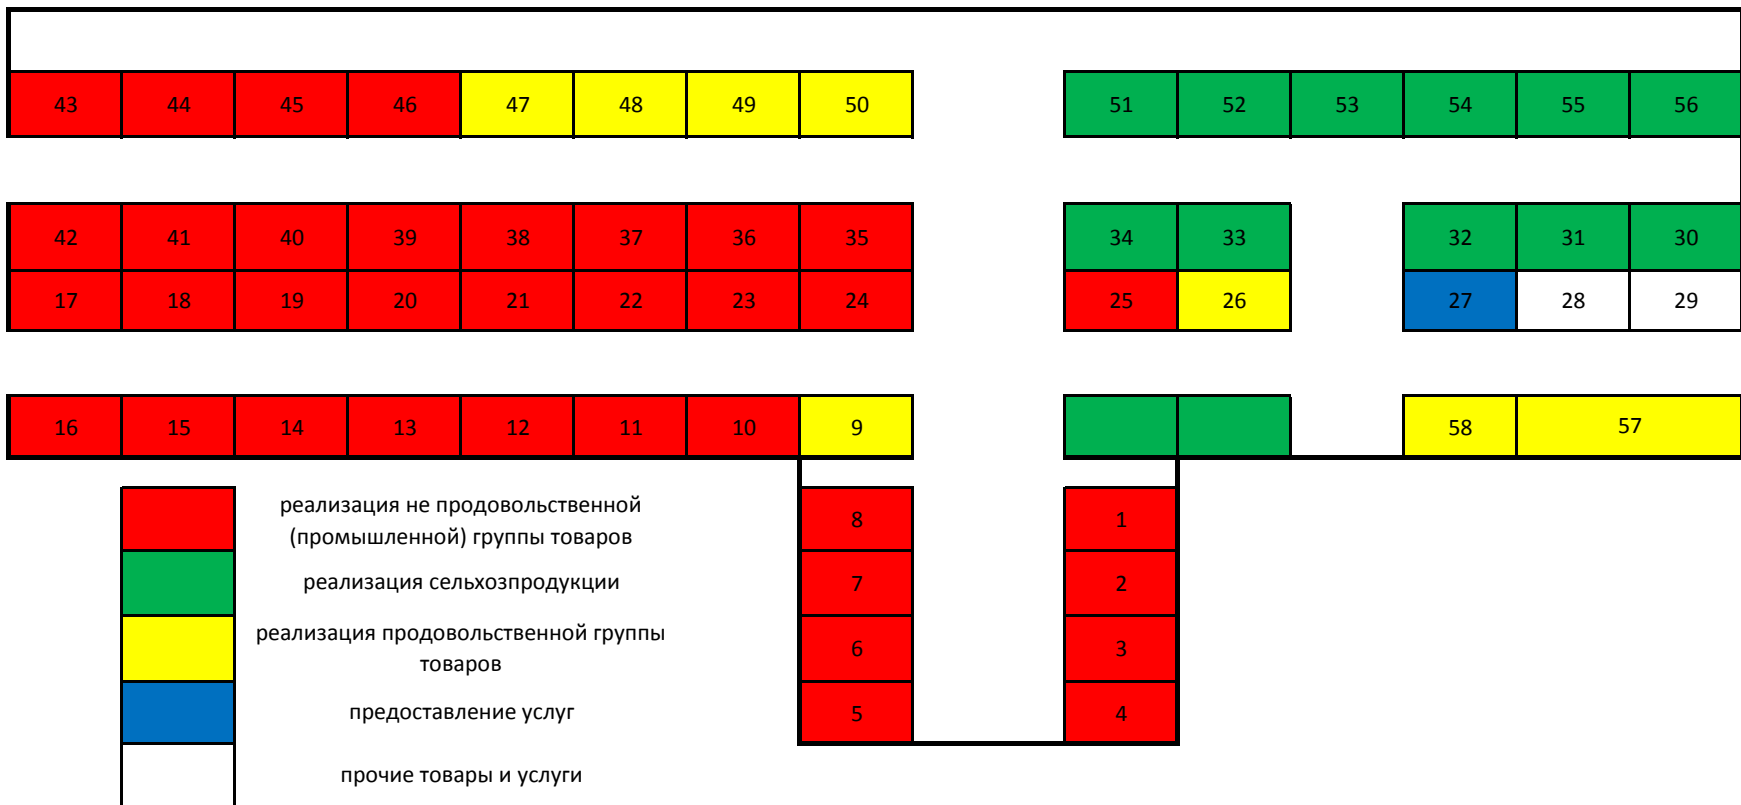 43 44 45 46 47 48 49 50 51 52 53 54 55 56
42 41 40 39 38 37 36 35 34 33 32 31 30
17 18 19 20 21 22 23 24 25 26 27 28 29
16 15 14 13 12 11 10 9 58 57
реализация не продовольственной
(промышленной) группы товаров
8 1
реализация сельхозпродукции
7 2
реализация продовольственной группы
товаров
6 3
предоставление услуг
5 4
прочие товары и услуги